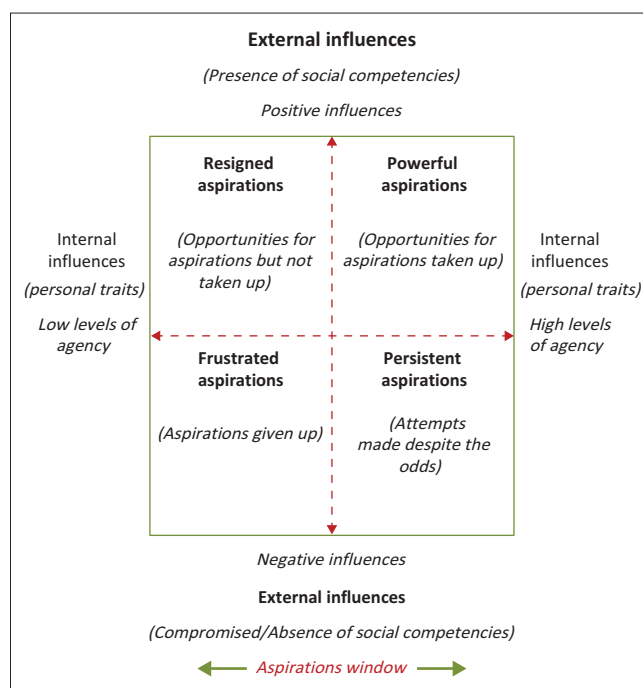 External influences
(Presence of social competencies)
Positive influences
Resigned
aspirations
Powerful
aspirations
Internal
influences
(personal traits)
Low levels of
agency
(Opportunities for
aspirations but not
taken up)
(Opportunities for
aspirations taken up)
Internal
influences
(personal traits)
High levels
of agency
Frustrated
aspirations
Persistent
aspirations
(Aspirations given up)
(Attempts
made despite the
odds)
Negative influences
External influences
(Compromised/Absence of social competencies)
Aspirations window